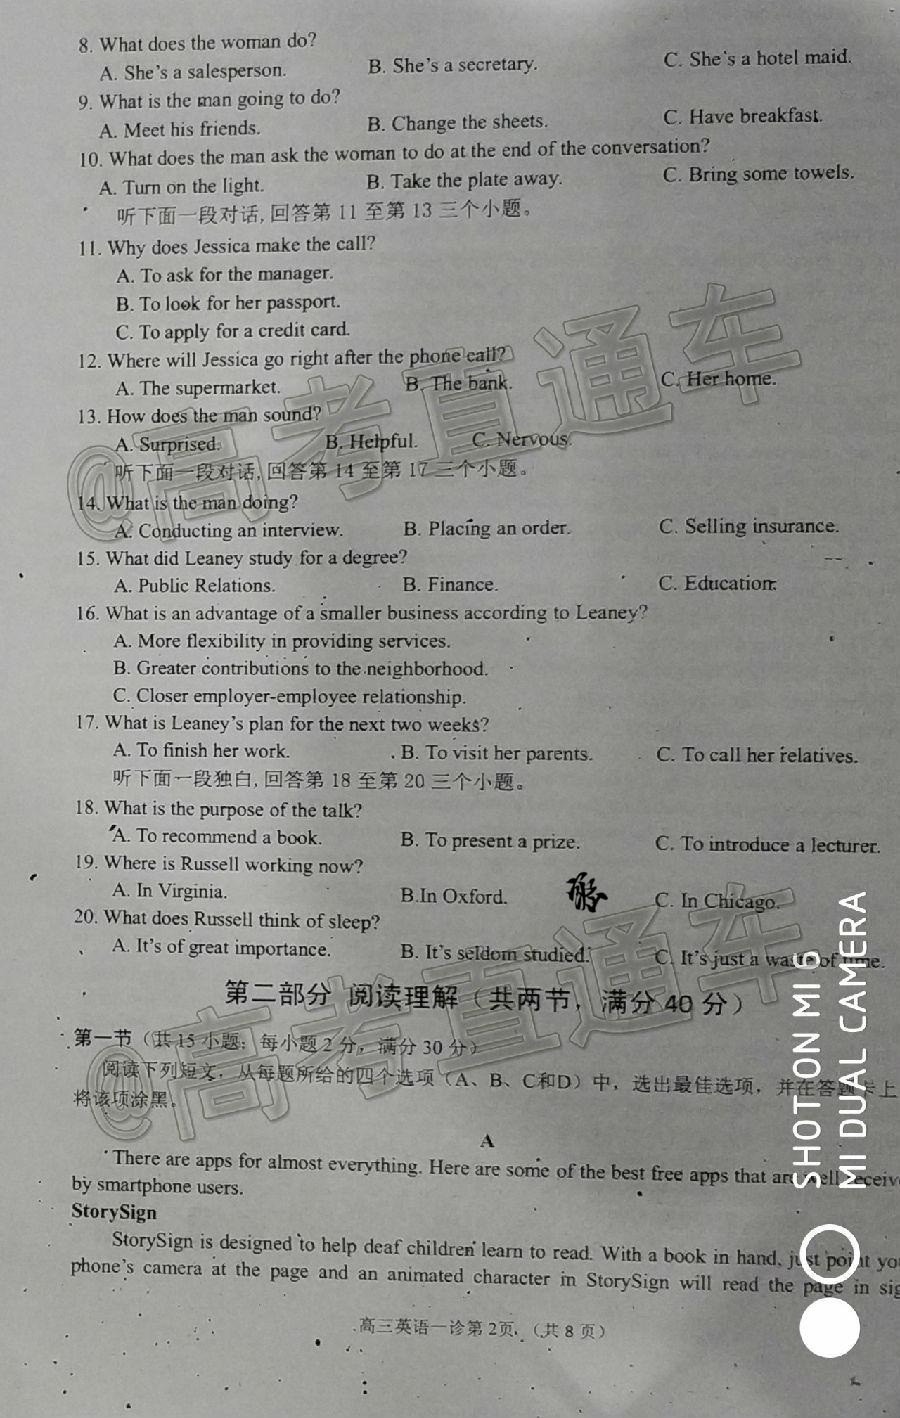 8. What does the woman do?
A. She's a salesperson. B. She's a secretary. C. She's a hotel maid.
9. What is the man going to do?
A. Meet his friends. B. Change the sheets. C. Have breakfast.
10. What does the man ask the woman to do at the end of the conversation?
A. Turn on the light. B. Take the plate away. C. Bring some towels.
听下面一段对话,回答第 11 至第 13 三个小题。
11. Why does Jessica make the call?
A. To ask for the manager.
B. To look for her passport.
C. To apply for a credit card.
12. Where will Jessica go right after the phone call?
A. The supermarket. B. The bank. C. Her home.
13. How does the man sound?
A. Surprised. B. Helpful. C. Nervous.
听下面一段对话,回答第 14 至第 17 三个小题。
14. What is the man doing?
A. Conducting an interview. B. Placing an order. C. Selling insurance.
15. What did Leaney study for a degree?
A. Public Relations. B. Finance. C. Education.
16. What is an advantage of a smaller business according to Leaney?
A. More flexibility in providing services.
B. Greater contributions to the neighborhood.
C. Closer employer-employee relationship.
17. What is Leaney's plan for the next two weeks?
A. To finish her work. B. To visit her parents. C. To call her relatives.
听下面一段独白,回答第 18 至第 20 三个小题。
18. What is the purpose of the talk?
A. To recommend a book. B. To present a prize. C. To introduce a lecturer.
19. Where is Russell working now?
A. In Virginia. B.In Oxford. C. In Chicago.
20. What does Russell think of sleep?
A. It's of great importance. B. It's seldom studied. C. It's just a waste of time.
第二部分 阅读理解（共两节，满分 40 分）
第一节（共 15 小题；每小题 2 分，满分 30 分）
阅读下列短文，从每题所给的四个选项（A、B、C和D）中，选出最佳选项，并在答题卡上
将该项涂黑。
A
There are apps for almost everything. Here are some of the best free apps that are well receiv
by smartphone users.
StorySign
StorySign is designed to help deaf children learn to read. With a book in hand, just point yo
phone's camera at the page and an animated character in StorySign will read the page in sig
高三英语一诊第 2页 （共 8 页）
@高考直通车
@高考直通车
SHOT ON MI 6
MI DUAL CAMERA